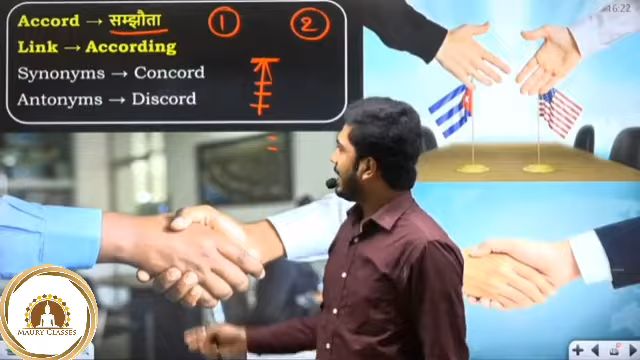 Accord → समझौता
Link → According
Synonyms → Concord
Antonyms → Discord
1 2
16:22
MAURY CLASSES